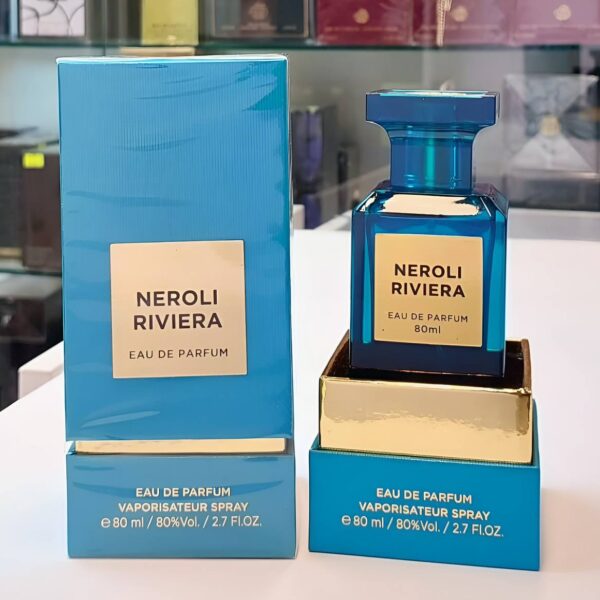 NEROLI
RIVIERA
EAU DE PARFUM
EAU DE PARFUM
VAPORISATEUR SPRAY
e 80 ml / 80%Vol. / 2.7 Fl.OZ.
NEROLI
RIVIERA
EAU DE PARFUM
80ml
EAU DE PARFUM
VAPORISATEUR SPRAY
e 80 ml / 80%Vol. / 2.7 Fl.OZ.